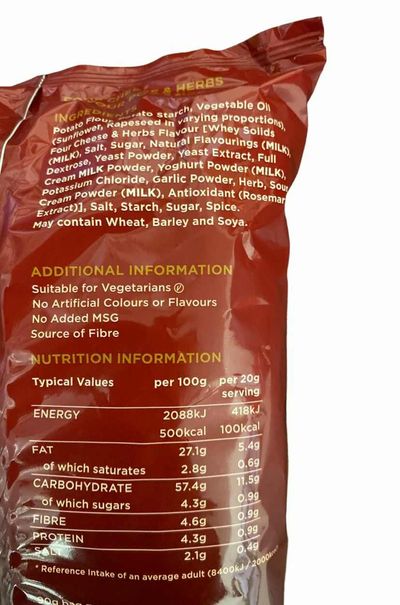 FOUR CHEESE & HERBS FLAVOUR
INGREDIENTS
Potato Flour, Potato starch, Vegetable Oil
(Sunflower, Rapeseed in varying proportions),
Four Cheese & Herbs Flavour [Whey Solids
(MILK), Salt, Sugar, Natural Flavourings (MILK),
Dextrose, Yeast Powder, Yeast Extract, Full
Cream MILK Powder, Yoghurt Powder (MILK),
Potassium Chloride, Garlic Powder, Herb, Sour
Cream Powder (MILK), Antioxidant (Rosemary
Extract)], Salt, Starch, Sugar, Spice.
May contain Wheat, Barley and Soya.
ADDITIONAL INFORMATION
Suitable for Vegetarians
No Artificial Colours or Flavours
No Added MSG
Source of Fibre
NUTRITION INFORMATION
Typical Values per 100g per 20g
serving
ENERGY 2088kJ 418kJ
500kcal 100kcal
FAT 27.1g 5.4g
of which saturates 2.8g 0.6g
CARBOHYDRATE 57.4g 11.5g
of which sugars 4.3g 0.9g
FIBRE 4.6g 0.9g
PROTEIN 4.3g 0.9g
SALT 2.1g 0.4g
* Reference Intake of an average adult (8400kJ / 2000kcal